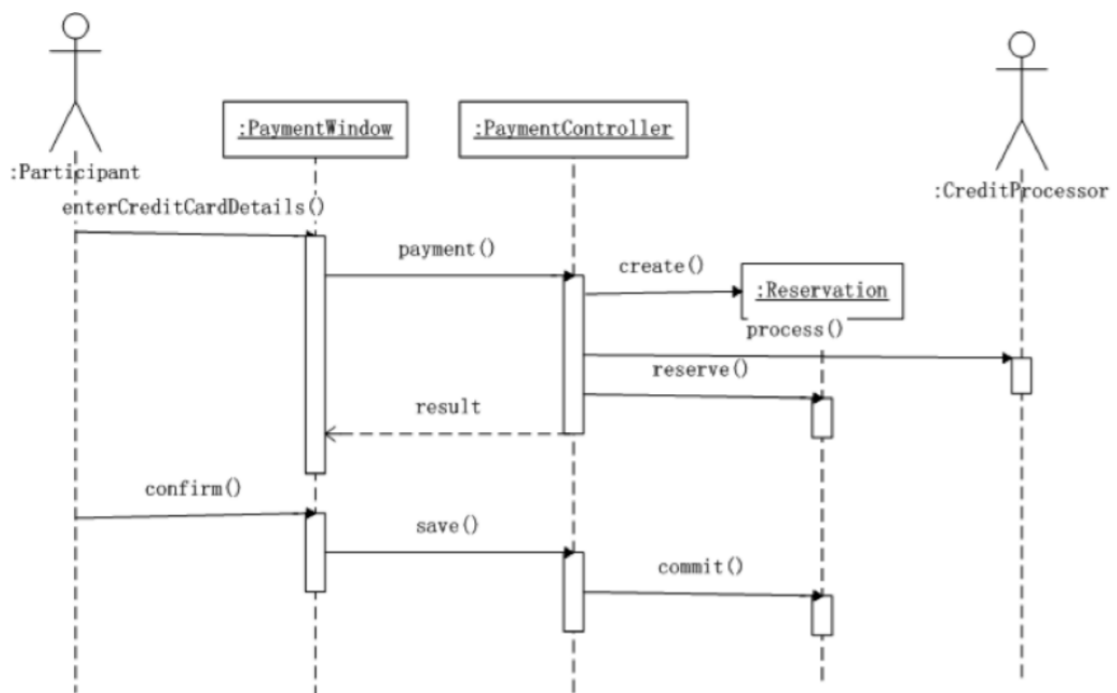 :PaymentWindow
:PaymentController
:Participant
:CreditProcessor
enterCreditCardDetails()
payment()
create()
:Reservation
process()
reserve()
result
confirm()
save()
commit()